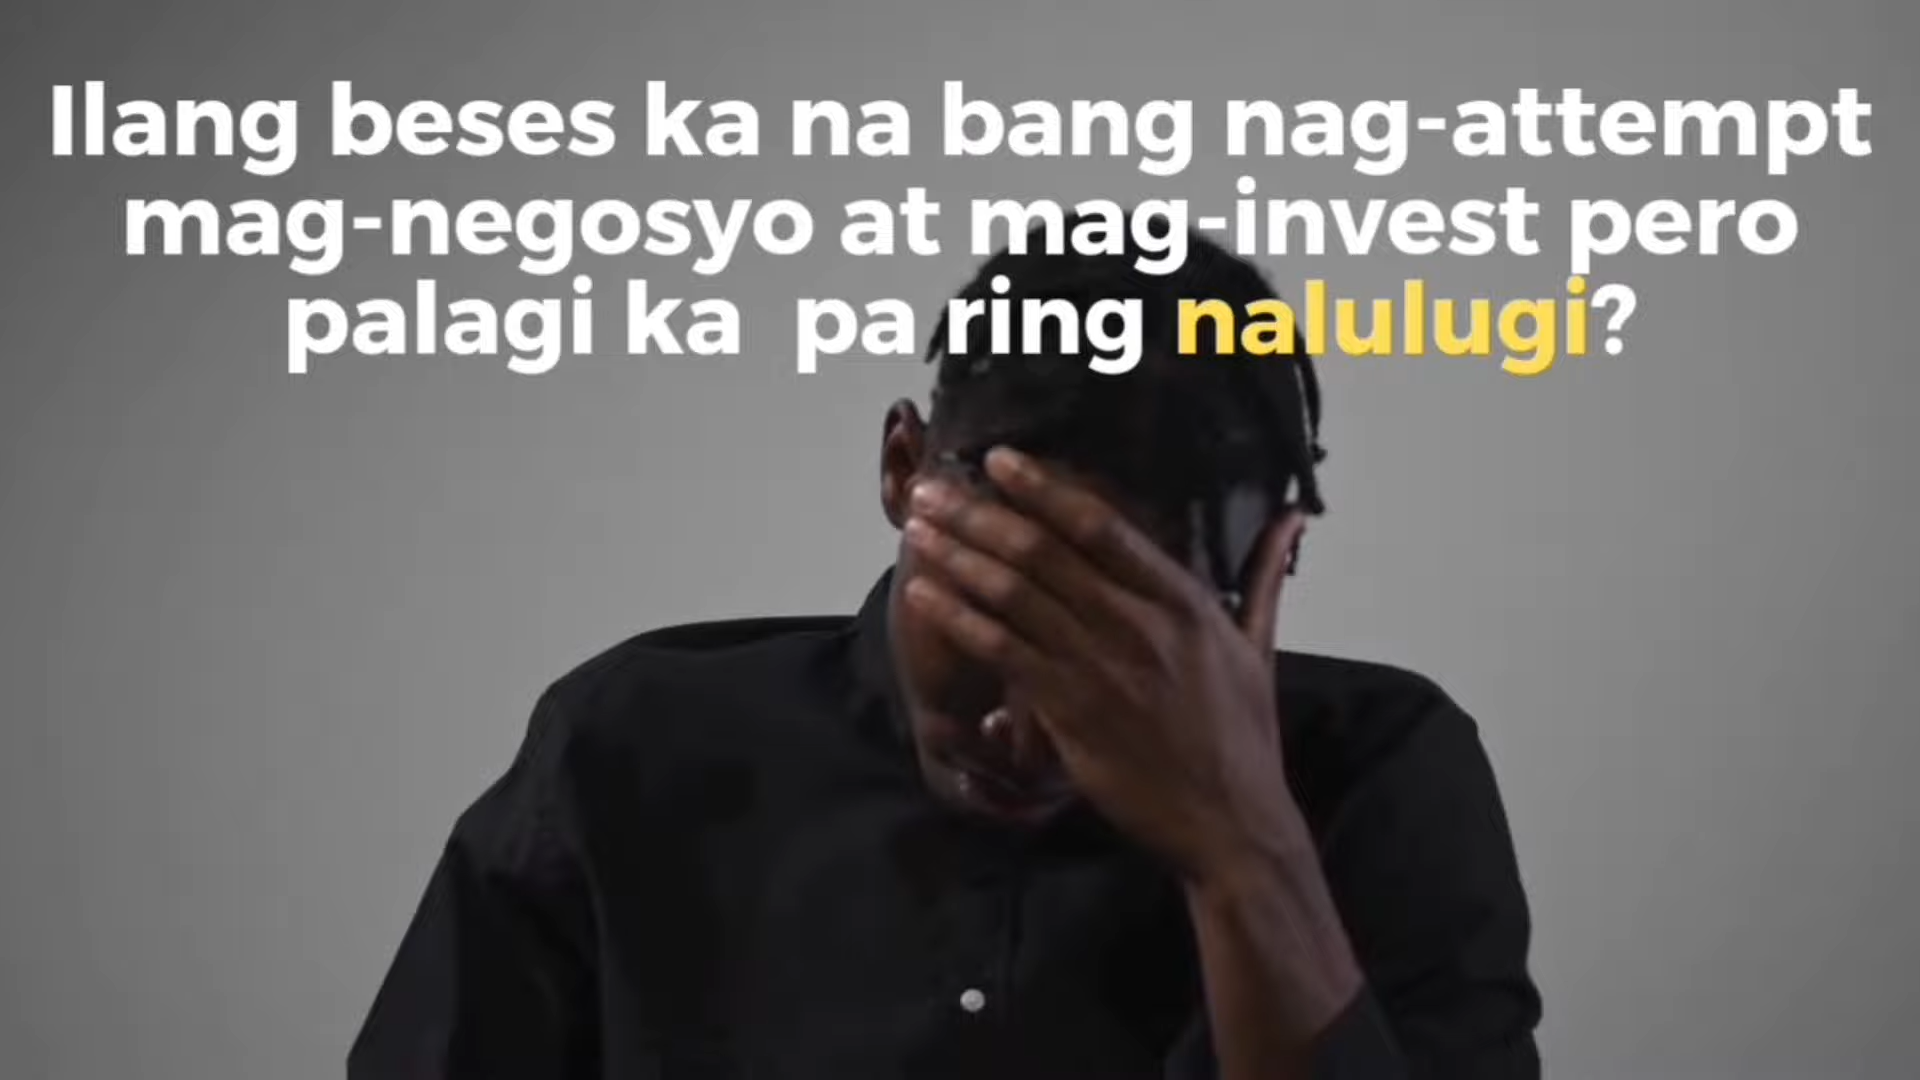 Ilang beses ka na bang nag-attempt
mag-negosyo at mag-invest pero
palagi ka pa ring nalulugi?